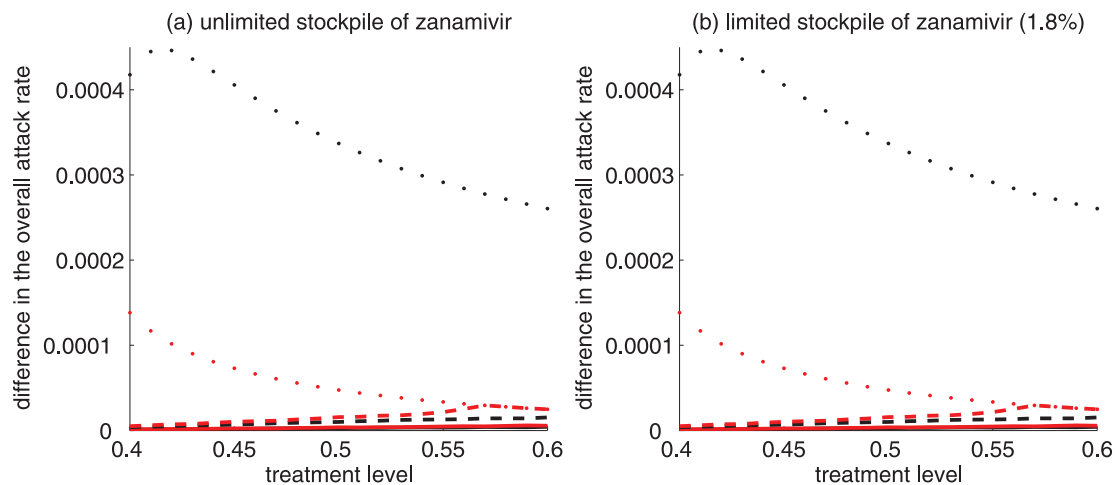 (a) unlimited stockpile of zanamivir
difference in the overall attack rate
0.0004
0.0003
0.0002
0.0001
0
0.4 0.45 0.5 0.55 0.6
treatment level
(b) limited stockpile of zanamivir (1.8%)
difference in the overall attack rate
0.0004
0.0003
0.0002
0.0001
0
0.4 0.45 0.5 0.55 0.6
treatment level